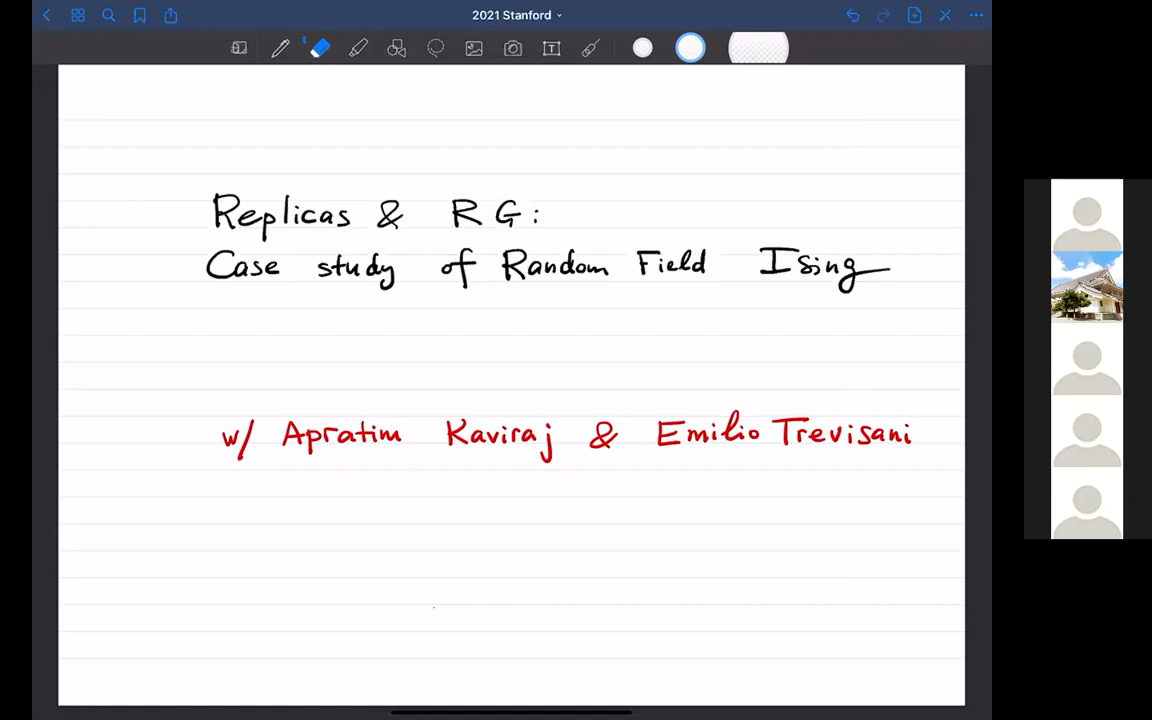 2021 Stanford
T
Replicas & RG:
Case study of Random Field Ising
w/ Apratim Kaviraj & Emilio Trevisani